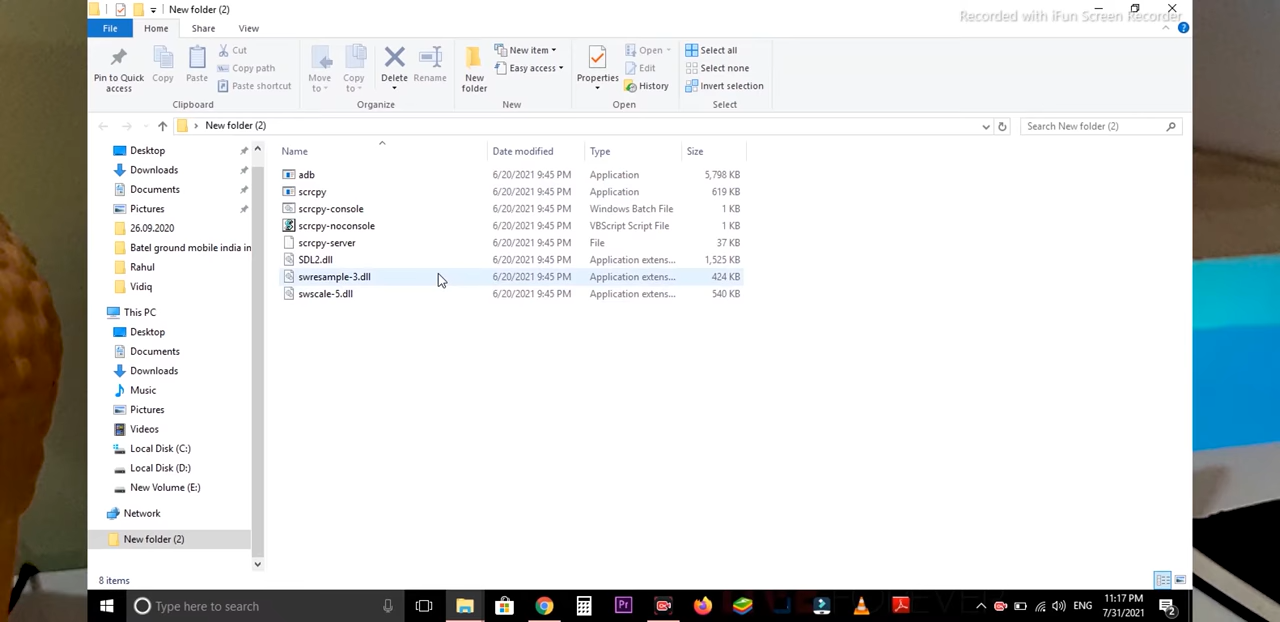 New folder (2)
Recorded with iFun Screen Recorder
File Home Share View
Pin to Quick access
Copy
Paste
Cut
Copy path
Paste shortcut
Clipboard
Move to
Copy to
Delete
Rename
Organize
New folder
New item
Easy access
New
Properties
Open
Edit
History
Open
Select all
Select none
Invert selection
Select
New folder (2)
Search New folder (2)
Desktop
Downloads
Documents
Pictures
26.09.2020
Batel ground mobile india in
Rahul
Vidiq
This PC
Desktop
Documents
Downloads
Music
Pictures
Videos
Local Disk (C:)
Local Disk (D:)
New Volume (E:)
Network
New folder (2)
Name Date modified Type Size
adb 6/20/2021 9:45 PM Application 5,798 KB
scrcpy 6/20/2021 9:45 PM Application 619 KB
scrcpy-console 6/20/2021 9:45 PM Windows Batch File 1 KB
scrcpy-noconsole 6/20/2021 9:45 PM VBScript Script File 1 KB
scrcpy-server 6/20/2021 9:45 PM File 37 KB
SDL2.dll 6/20/2021 9:45 PM Application extens... 1,525 KB
swresample-3.dll 6/20/2021 9:45 PM Application extens... 424 KB
swscale-5.dll 6/20/2021 9:45 PM Application extens... 540 KB
8 items
Type here to search
Pr
ENG
11:17 PM
7/31/2021
2